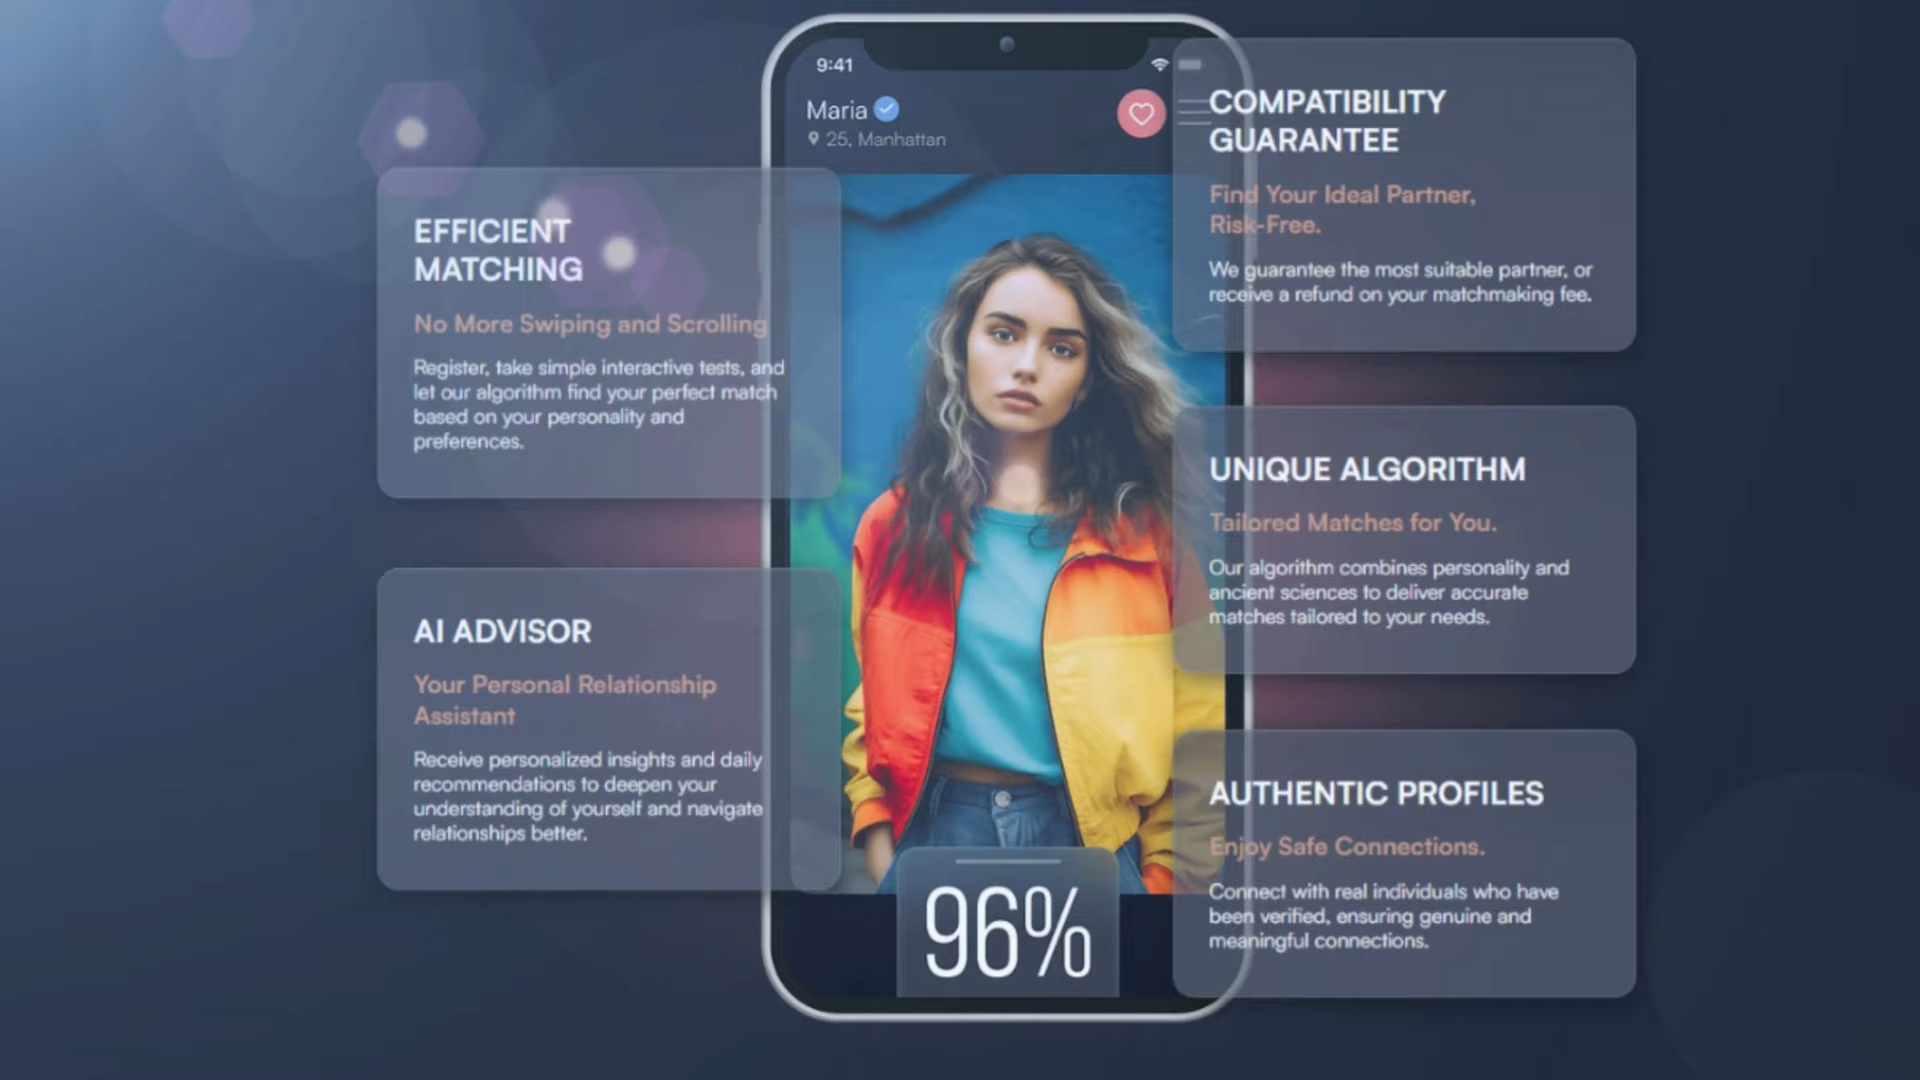 9:41
Maria
25, Manhattan
EFFICIENT
MATCHING
No More Swiping and Scrolling
Register, take simple interactive tests, and
let our algorithm find your perfect match
based on your personality and
preferences.
AI ADVISOR
Your Personal Relationship
Assistant
Receive personalized insights and daily
recommendations to deepen your
understanding of yourself and navigate
relationships better.
96%
COMPATIBILITY
GUARANTEE
Find Your Ideal Partner,
Risk-Free.
We guarantee the most suitable partner, or
receive a refund on your matchmaking fee.
UNIQUE ALGORITHM
Tailored Matches for You.
Our algorithm combines personality and
ancient sciences to deliver accurate
matches tailored to your needs.
AUTHENTIC PROFILES
Enjoy Safe Connections.
Connect with real individuals who have
been verified, ensuring genuine and
meaningful connections.